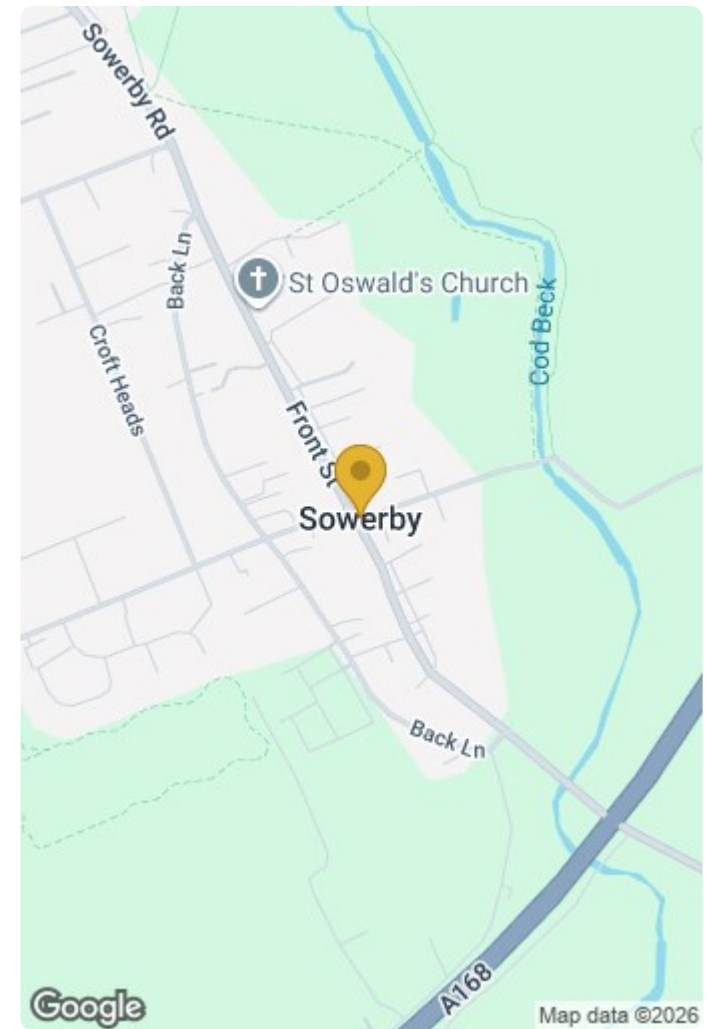 Sowerby Rd
Back Ln
St Oswald's Church
Cod Beck
Croft Heads
Front St
Sowerby
Back Ln
A168
Google
Map data ©2026